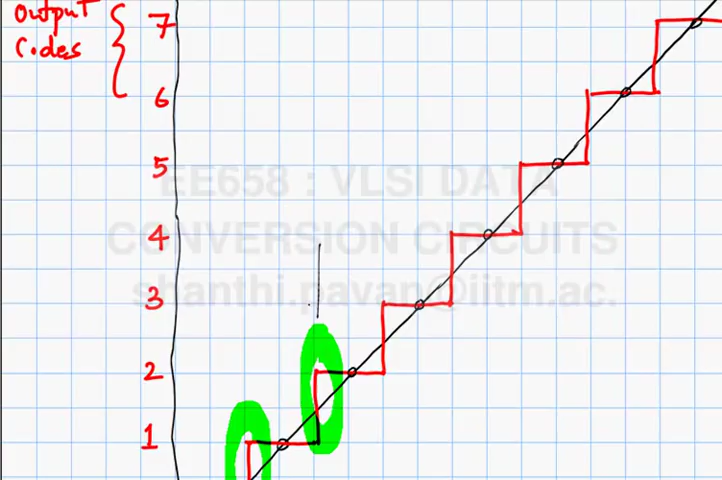 Output
Codes
7
6
5
4
3
2
1
EE658 : VLSI DATA
CONVERSION CIRCUITS
shanthi.pavan@iitm.ac.